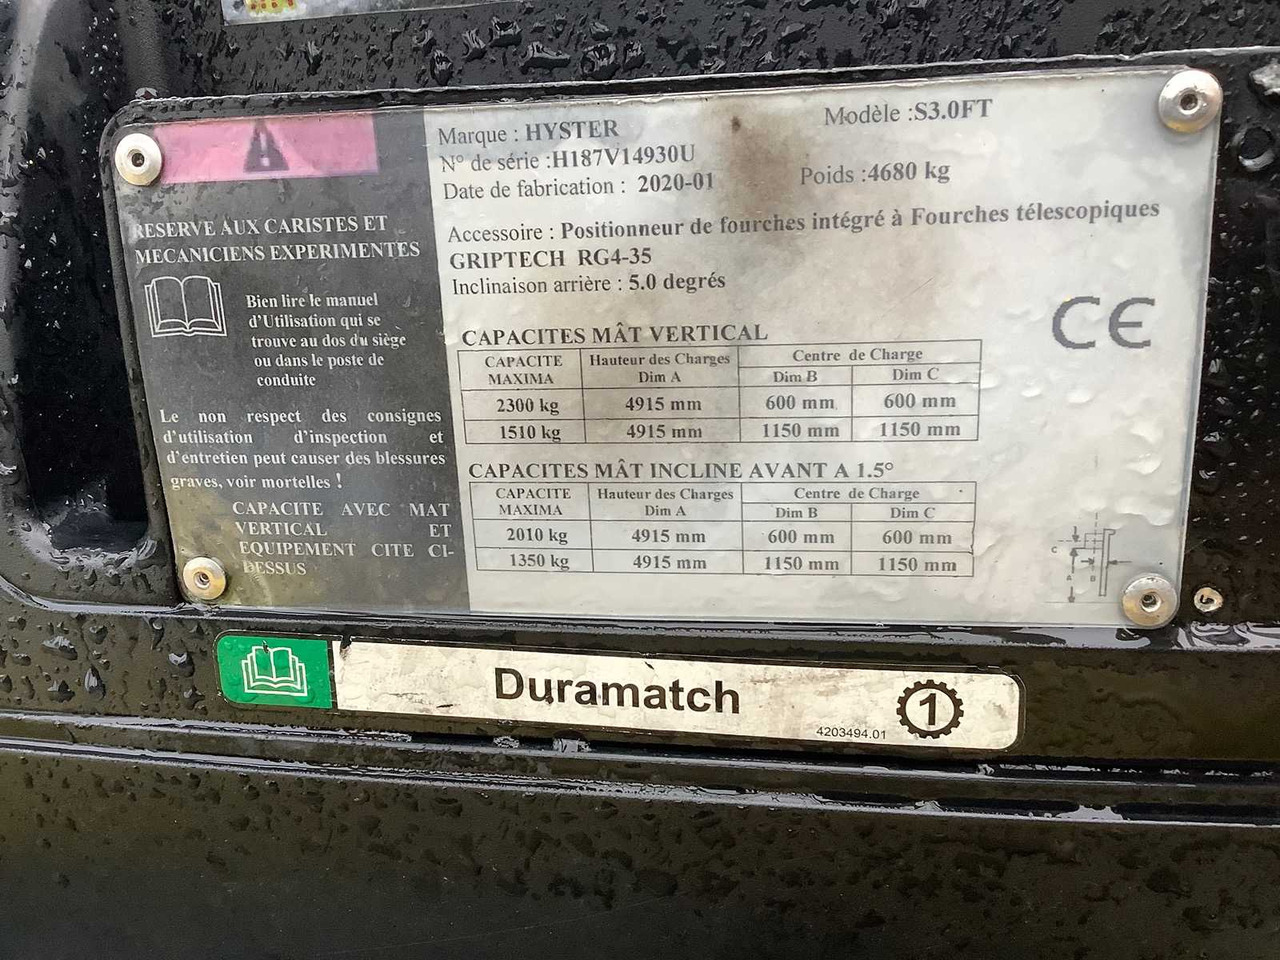 Marque : HYSTER
Modèle :S3.0FT
N° de série :H187V14930U
Date de fabrication : 2020-01
Poids :4680 kg
Accessoire : Positionneur de fourches intégré à Fourches télescopiques
GRIPTECH RG4-35
Inclinaison arrière : 5.0 degrés
RESERVE AUX CARISTES ET
MECANICIENS EXPERIMENTES
Bien lire le manuel
d'Utilisation qui se
trouve au dos du siège
ou dans le poste de
conduite
Le non respect des consignes
d'utilisation d'inspection et
d'entretien peut causer des blessures
graves, voir mortelles !
CAPACITE AVEC MAT
VERTICAL ET
EQUIPEMENT CITE CI-
DESSUS
CAPACITES MÂT VERTICAL
CAPACITE MAXIMA Hauteur des Charges Dim A Centre de Charge
Dim B Dim C
2300 kg 4915 mm 600 mm 600 mm
1510 kg 4915 mm 1150 mm 1150 mm
CAPACITES MÂT INCLINE AVANT A 1.5°
CAPACITE MAXIMA Hauteur des Charges Dim A Centre de Charge
Dim B Dim C
2010 kg 4915 mm 600 mm 600 mm
1350 kg 4915 mm 1150 mm 1150 mm
CE
C
A B
Duramatch
1
4203494.01